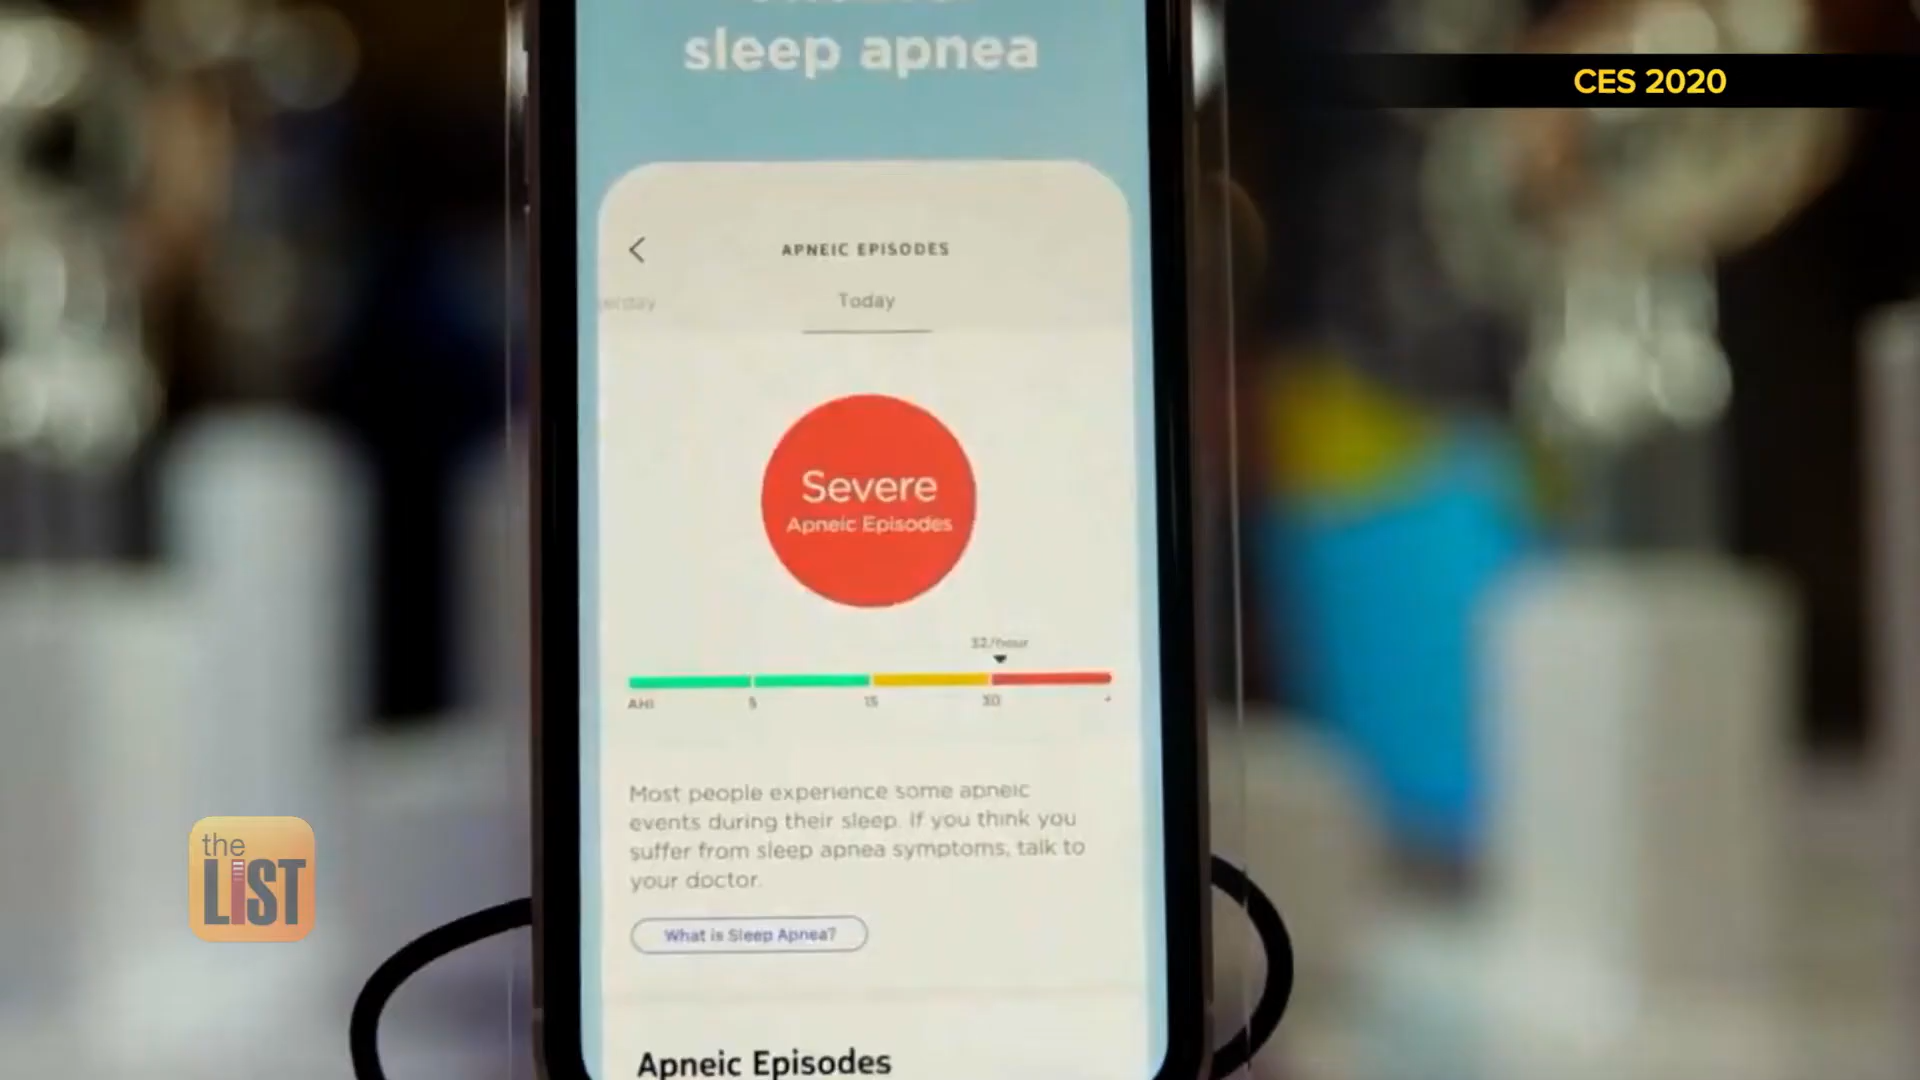 sleep apnea
CES 2020
APNEIC EPISODES
Today
Severe
Apneic Episodes
32/hour
AHI 5 15 30 +
Most people experience some apneic
events during their sleep. If you think you
suffer from sleep apnea symptoms, talk to
your doctor.
What is Sleep Apnea?
Apneic Episodes
the
LIST